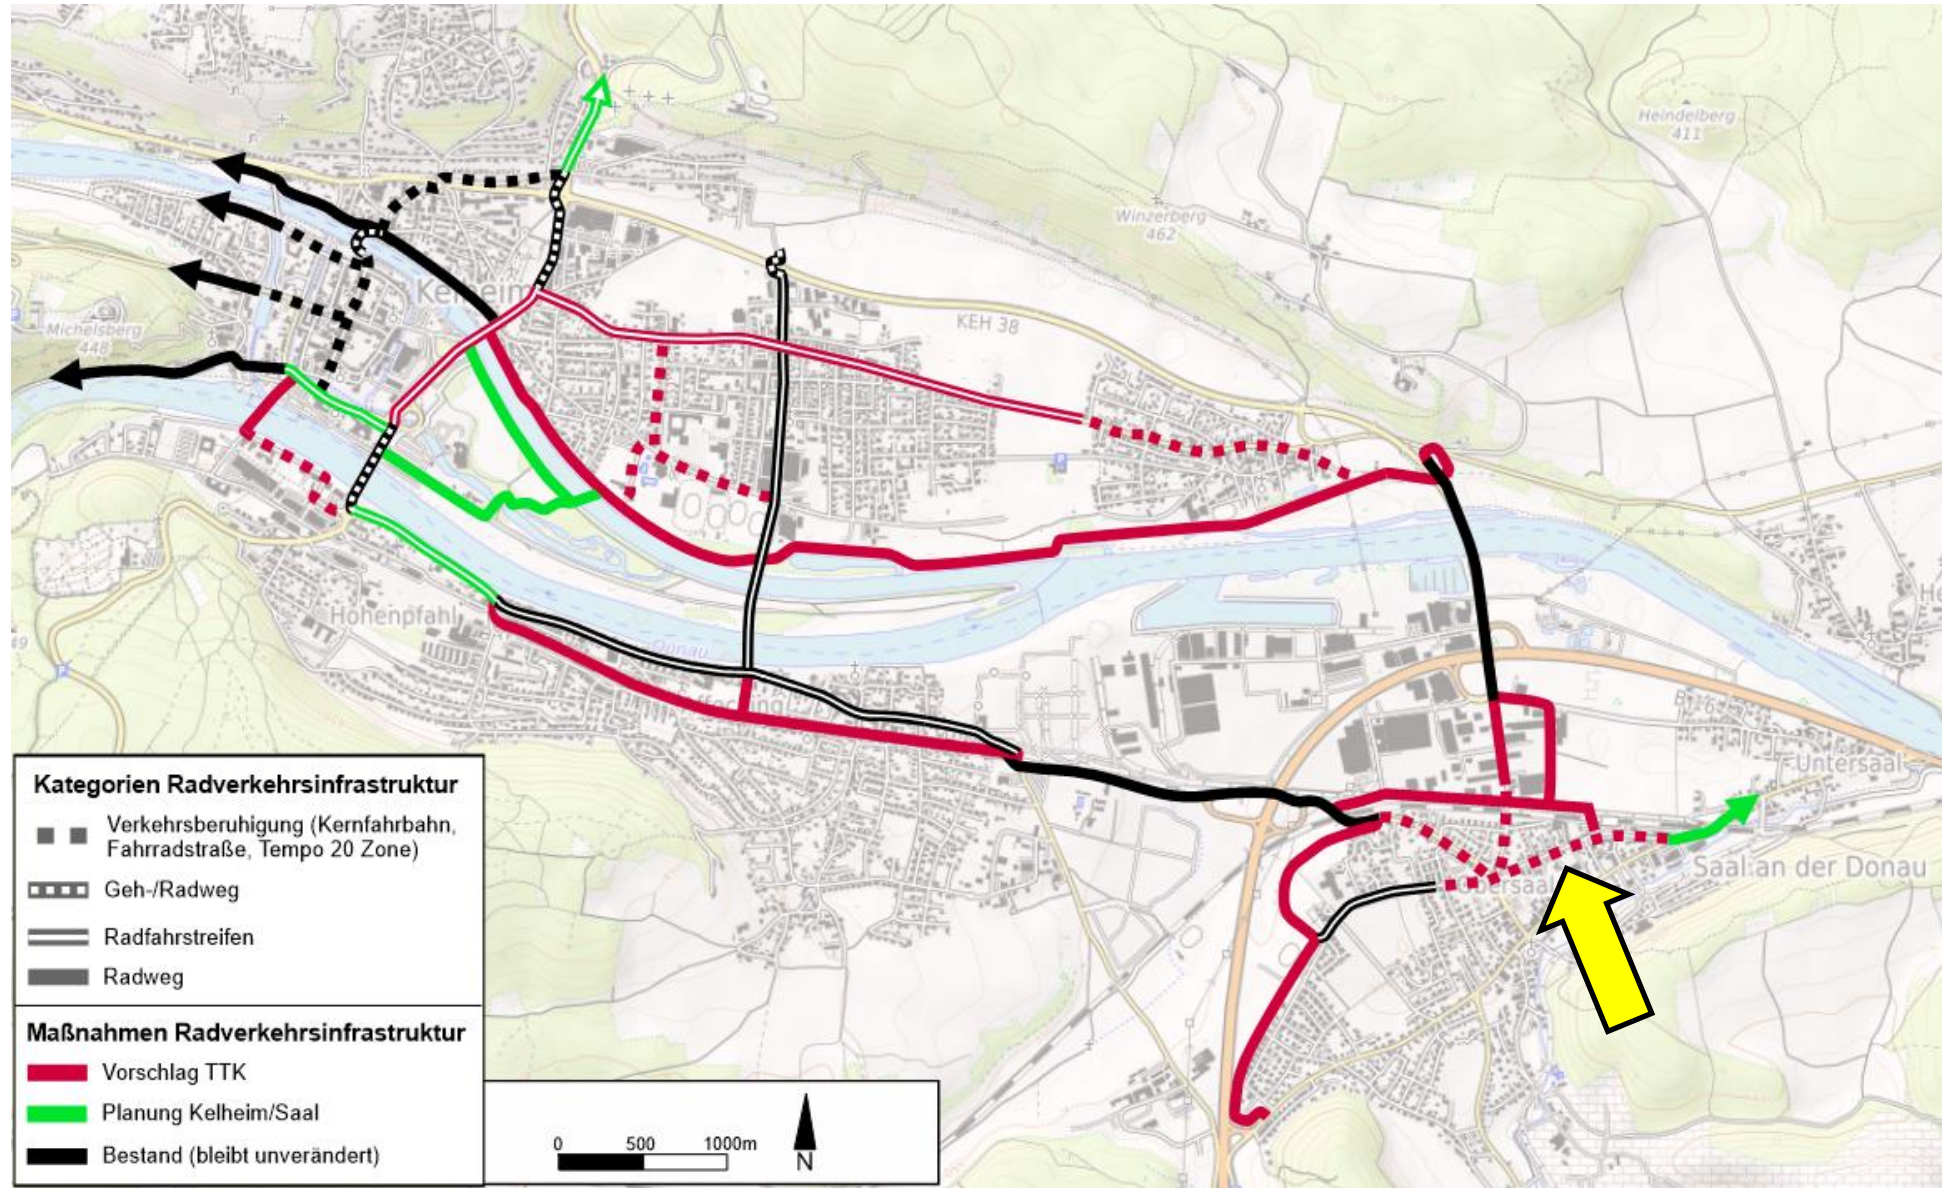 Heindelberg
411
Winzerberg
462
KEH 38
Kelheim
Michelsberg
448
Hohenpfahl
Donau
49
B16
Untersaal
Saal an der Donau
Obersaal
Kategorien Radverkehrsinfrastruktur
Verkehrsberuhigung (Kernfahrbahn,
Fahrradstraße, Tempo 20 Zone)
Geh-/Radweg
Radfahrstreifen
Radweg
Maßnahmen Radverkehrsinfrastruktur
Vorschlag TTK
Planung Kelheim/Saal
Bestand (bleibt unverändert)
0 500 1000m
N